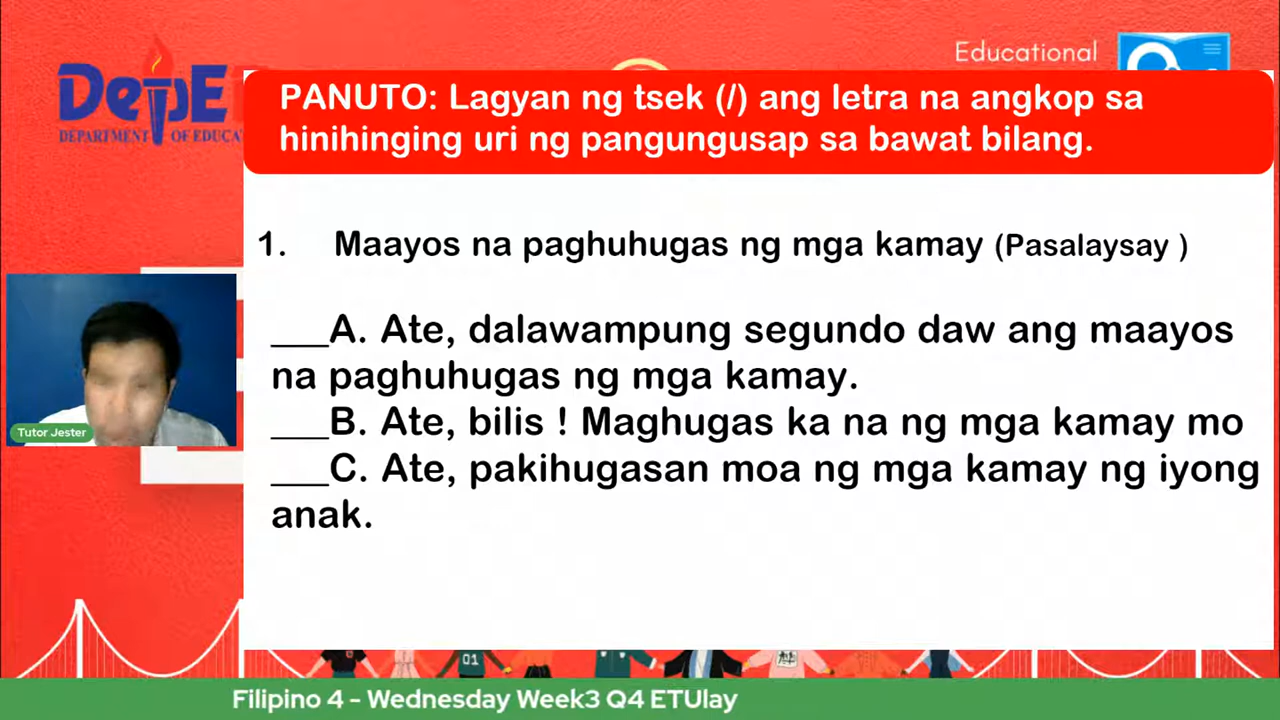 Educational
DepE
DEPARTMENT OF EDUCA
PANUTO: Lagyan ng tsek (/) ang letra na angkop sa
hinihinging uri ng pangungusap sa bawat bilang.
1. Maayos na paghuhugas ng mga kamay (Pasalaysay )
___A. Ate, dalawampung segundo daw ang maayos
na paghuhugas ng mga kamay.
___B. Ate, bilis ! Maghugas ka na ng mga kamay mo
___C. Ate, pakihugasan moa ng mga kamay ng iyong
anak.
Tutor Jester
01
Filipino 4 - Wednesday Week3 Q4 ETUlay